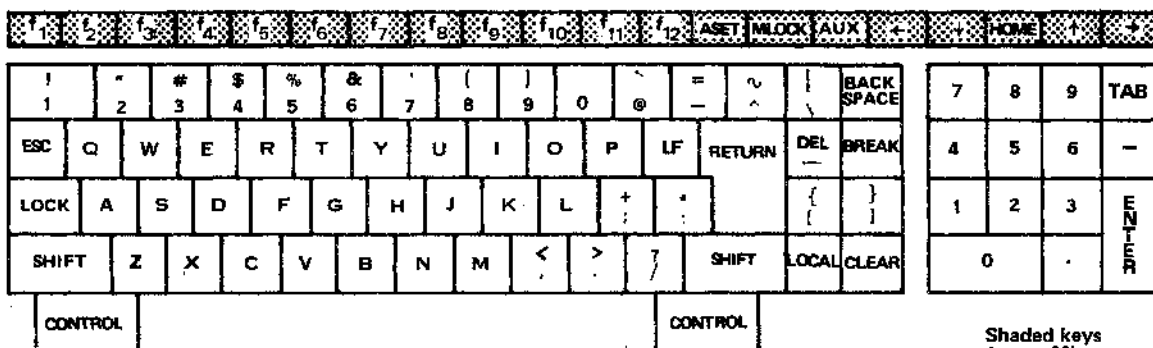 f1 f2 f3 f4 f5 f6 f7 f8 f9 f10 f11 f12 ASET MLOCK AUX ← ↓ HOME ↑ →
! " # $ % & ' ( ) ` = ~ | BACK
1 2 3 4 5 6 7 8 9 0 @ — ^ \ SPACE 7 8 9 TAB
ESC Q W E R T Y U I O P LF RETURN DEL — BREAK 4 5 6 —
LOCK A S D F G H J K L + * { } 1 2 3 ENTER
; : [ ]
SHIFT Z X C V B N M < > ? SHIFT LOCAL CLEAR 0 .
, . /
CONTROL CONTROL
Shaded keys